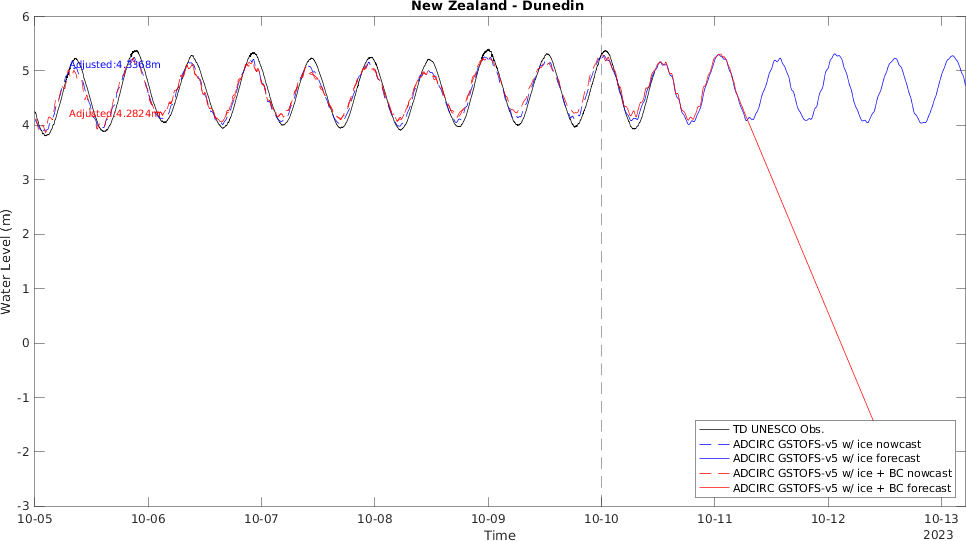 New Zealand - Dunedin
6
5
4
3
2
1
0
-1
-2
-3
Water Level (m)
Adjusted:4.3368m
Adjusted:4.2824m
TD UNESCO Obs.
ADCIRC GSTOFS-v5 w/ ice nowcast
ADCIRC GSTOFS-v5 w/ ice forecast
ADCIRC GSTOFS-v5 w/ ice + BC nowcast
ADCIRC GSTOFS-v5 w/ ice + BC forecast
10-05 10-06 10-07 10-08 10-09 10-10 10-11 10-12 10-13
Time
2023